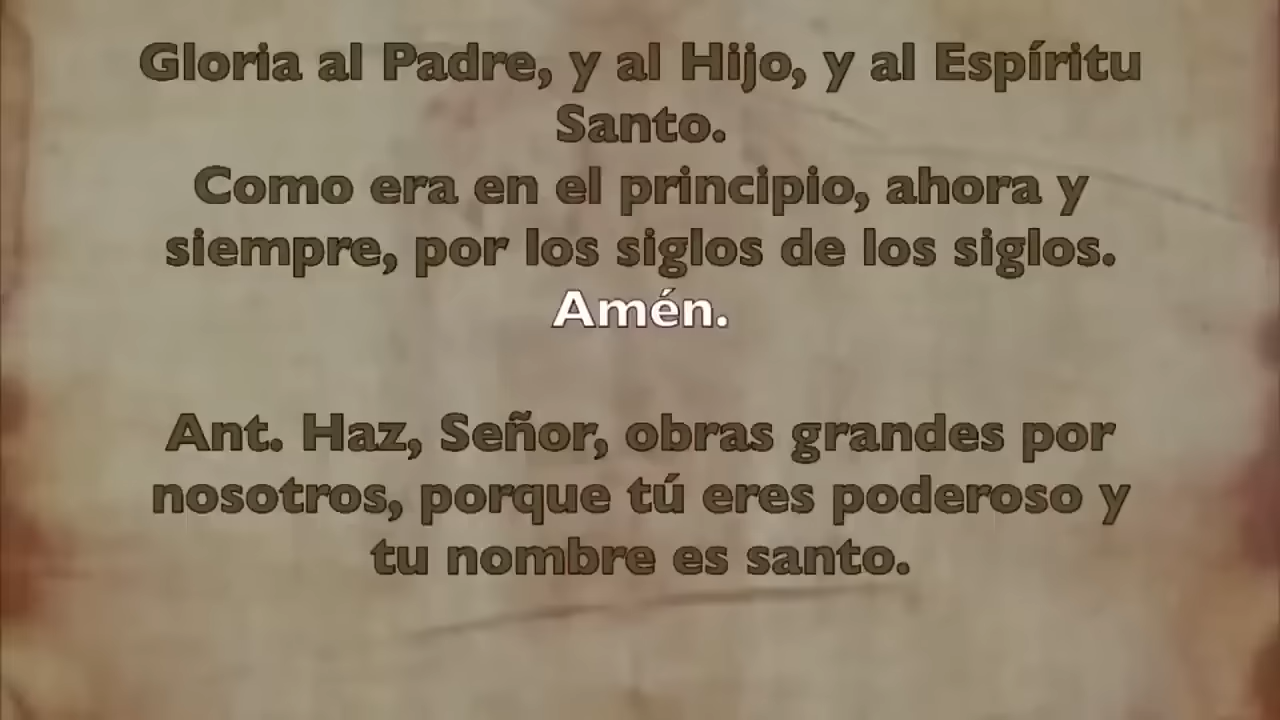 Gloria al Padre, y al Hijo, y al Espíritu
Santo.
Como era en el principio, ahora y
siempre, por los siglos de los siglos.
Amén.
Ant. Haz, Señor, obras grandes por
nosotros, porque tú eres poderoso y
tu nombre es santo.